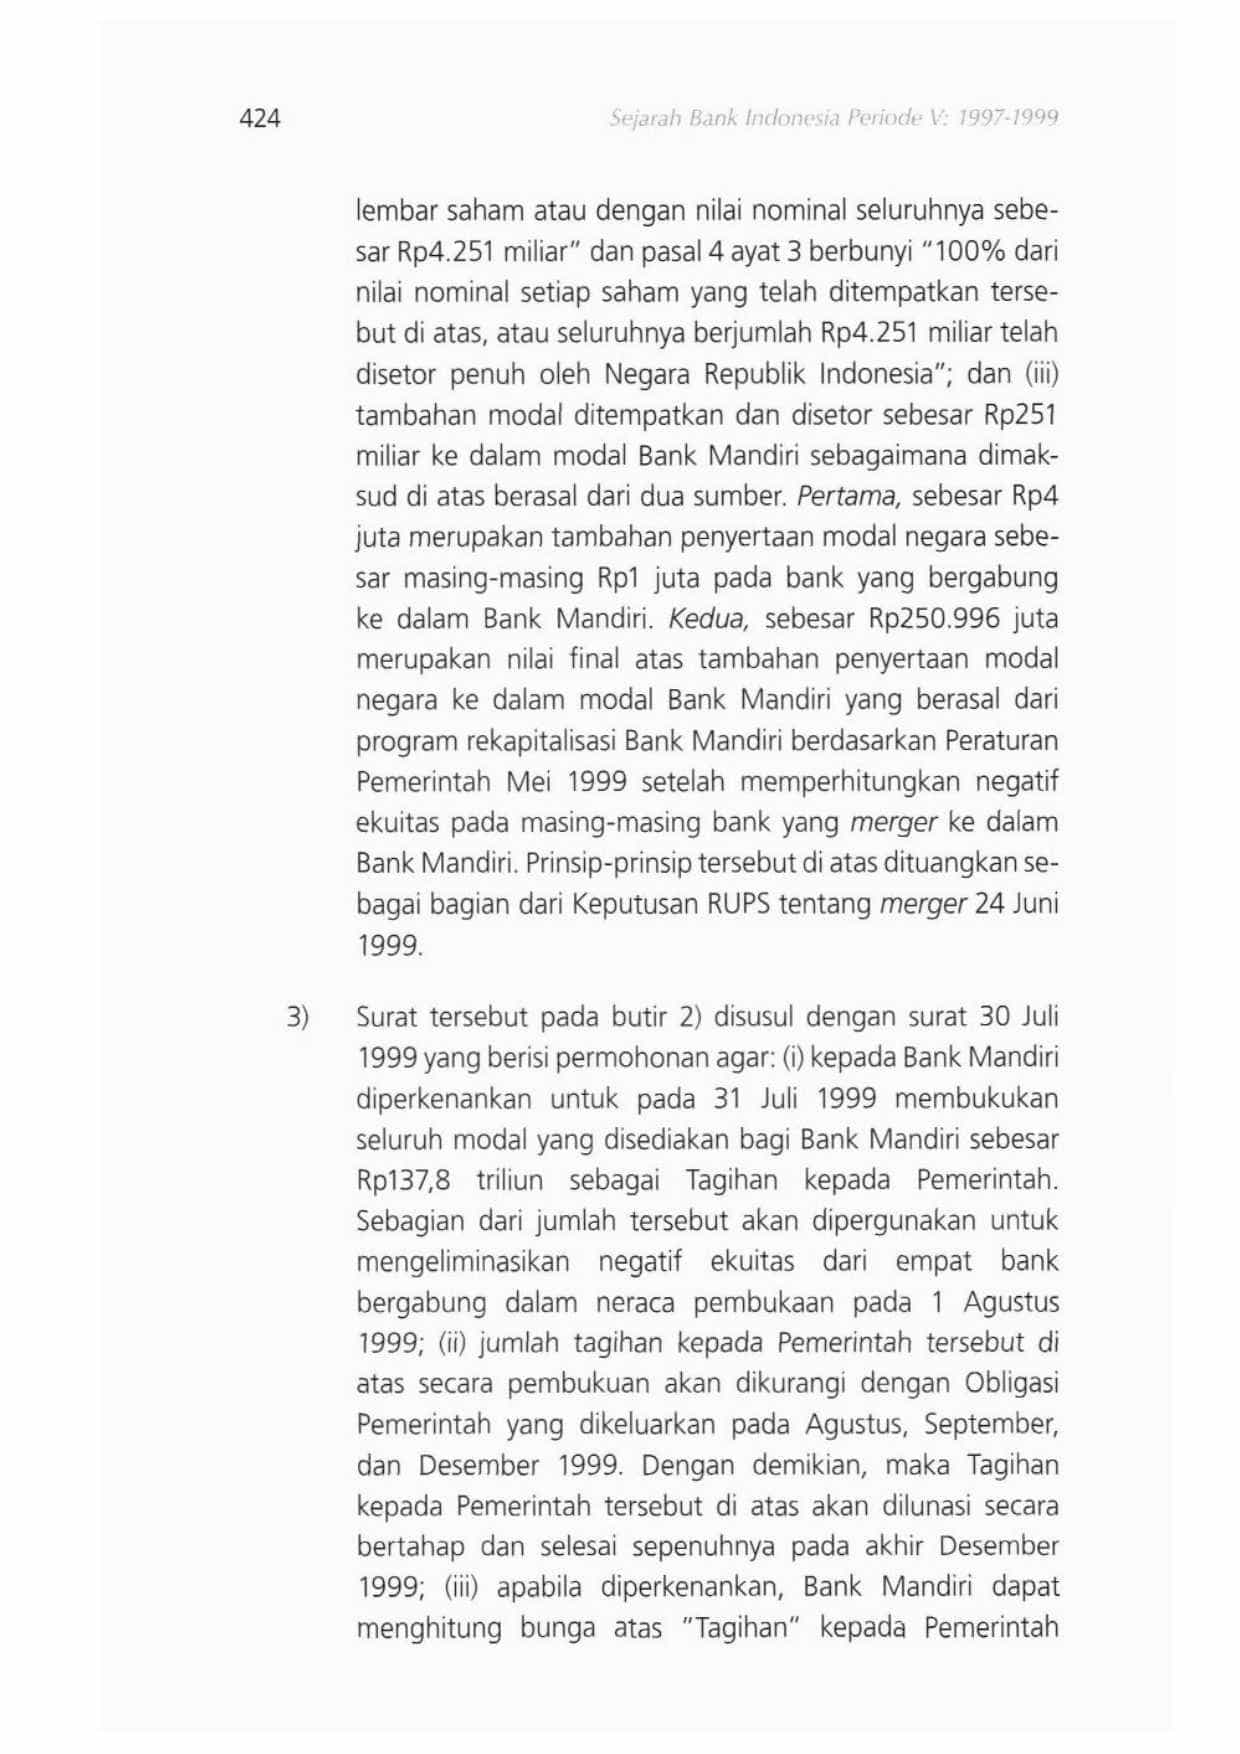 424
Sejarah Bank Indonesia Periode V: 1997-1999
lembar saham atau dengan nilai nominal seluruhnya sebe-
sar Rp4.251 miliar" dan pasal 4 ayat 3 berbunyi "100% dari
nilai nominal setiap saham yang telah ditempatkan terse-
but di atas, atau seluruhnya berjumlah Rp4.251 miliar telah
disetor penuh oleh Negara Republik Indonesia"; dan (iii)
tambahan modal ditempatkan dan disetor sebesar Rp251
miliar ke dalam modal Bank Mandiri sebagaimana dimak-
sud di atas berasal dari dua sumber. Pertama, sebesar Rp4
juta merupakan tambahan penyertaan modal negara sebe-
sar masing-masing Rp1 juta pada bank yang bergabung
ke dalam Bank Mandiri. Kedua, sebesar Rp250.996 juta
merupakan nilai final atas tambahan penyertaan modal
negara ke dalam modal Bank Mandiri yang berasal dari
program rekapitalisasi Bank Mandiri berdasarkan Peraturan
Pemerintah Mei 1999 setelah memperhitungkan negatif
ekuitas pada masing-masing bank yang merger ke dalam
Bank Mandiri. Prinsip-prinsip tersebut di atas dituangkan se-
bagai bagian dari Keputusan RUPS tentang merger 24 Juni
1999.
3) Surat tersebut pada butir 2) disusul dengan surat 30 Juli
1999 yang berisi permohonan agar: (i) kepada Bank Mandiri
diperkenankan untuk pada 31 Juli 1999 membukukan
seluruh modal yang disediakan bagi Bank Mandiri sebesar
Rp137,8 triliun sebagai Tagihan kepada Pemerintah.
Sebagian dari jumlah tersebut akan dipergunakan untuk
mengeliminasikan negatif ekuitas dari empat bank
bergabung dalam neraca pembukaan pada 1 Agustus
1999; (ii) jumlah tagihan kepada Pemerintah tersebut di
atas secara pembukuan akan dikurangi dengan Obligasi
Pemerintah yang dikeluarkan pada Agustus, September,
dan Desember 1999. Dengan demikian, maka Tagihan
kepada Pemerintah tersebut di atas akan dilunasi secara
bertahap dan selesai sepenuhnya pada akhir Desember
1999; (iii) apabila diperkenankan, Bank Mandiri dapat
menghitung bunga atas "Tagihan" kepada Pemerintah